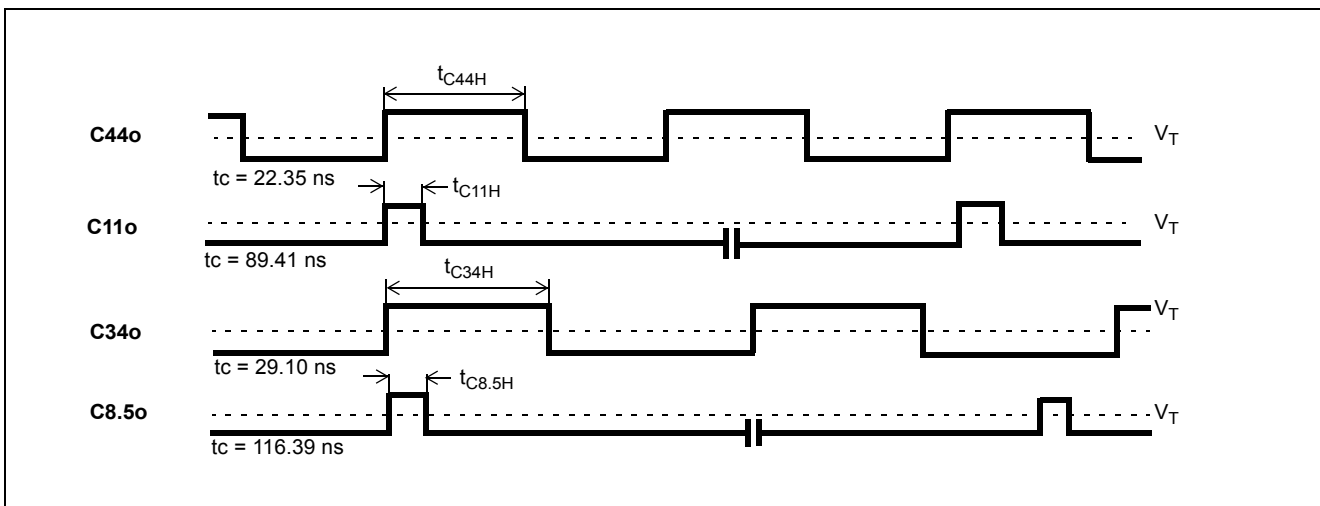 tC44H
C44o
VT
tc = 22.35 ns
tC11H
C11o
VT
tc = 89.41 ns
tC34H
C34o
VT
tc = 29.10 ns
tC8.5H
C8.5o
VT
tc = 116.39 ns